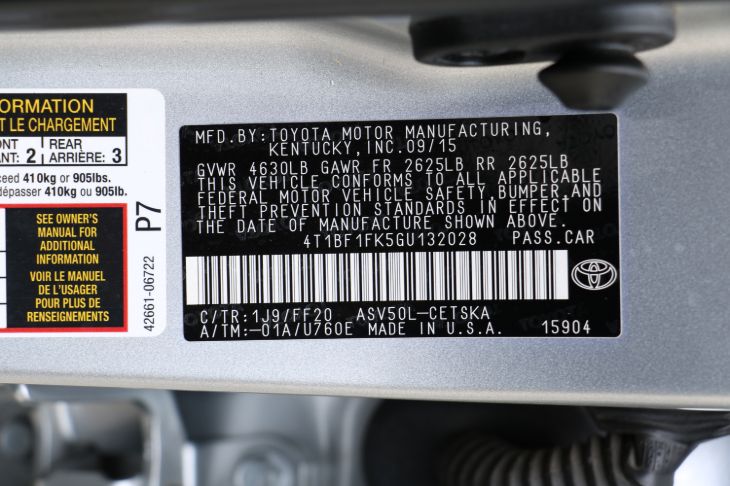 ORMATION
T LE CHARGEMENT
ONT
ANT: 2
REAR
ARRIÈRE: 3
ceed 410kg or 905lbs.
dépasser 410kg ou 905lb.
SEE OWNER'S
MANUAL FOR
ADDITIONAL
INFORMATION
VOIR LE MANUEL
DE L'USAGER
POUR PLUS DE
RENSEIGNEMENTS
P7
42661-06722
MFD. BY: TOYOTA MOTOR MANUFACTURING,
KENTUCKY, INC. 09/15
GVWR 4630LB GAWR FR 2625LB RR 2625LB
THIS VEHICLE CONFORMS TO ALL APPLICABLE
FEDERAL MOTOR VEHICLE SAFETY, BUMPER, AND
THEFT PREVENTION STANDARDS IN EFFECT ON
THE DATE OF MANUFACTURE SHOWN ABOVE.
4T1BF1FK5GU132028 PASS.CAR
C/TR: 1J9/FF20 ASV50L-CETSKA
A/TM: -01A/U760E MADE IN U.S.A. 15904